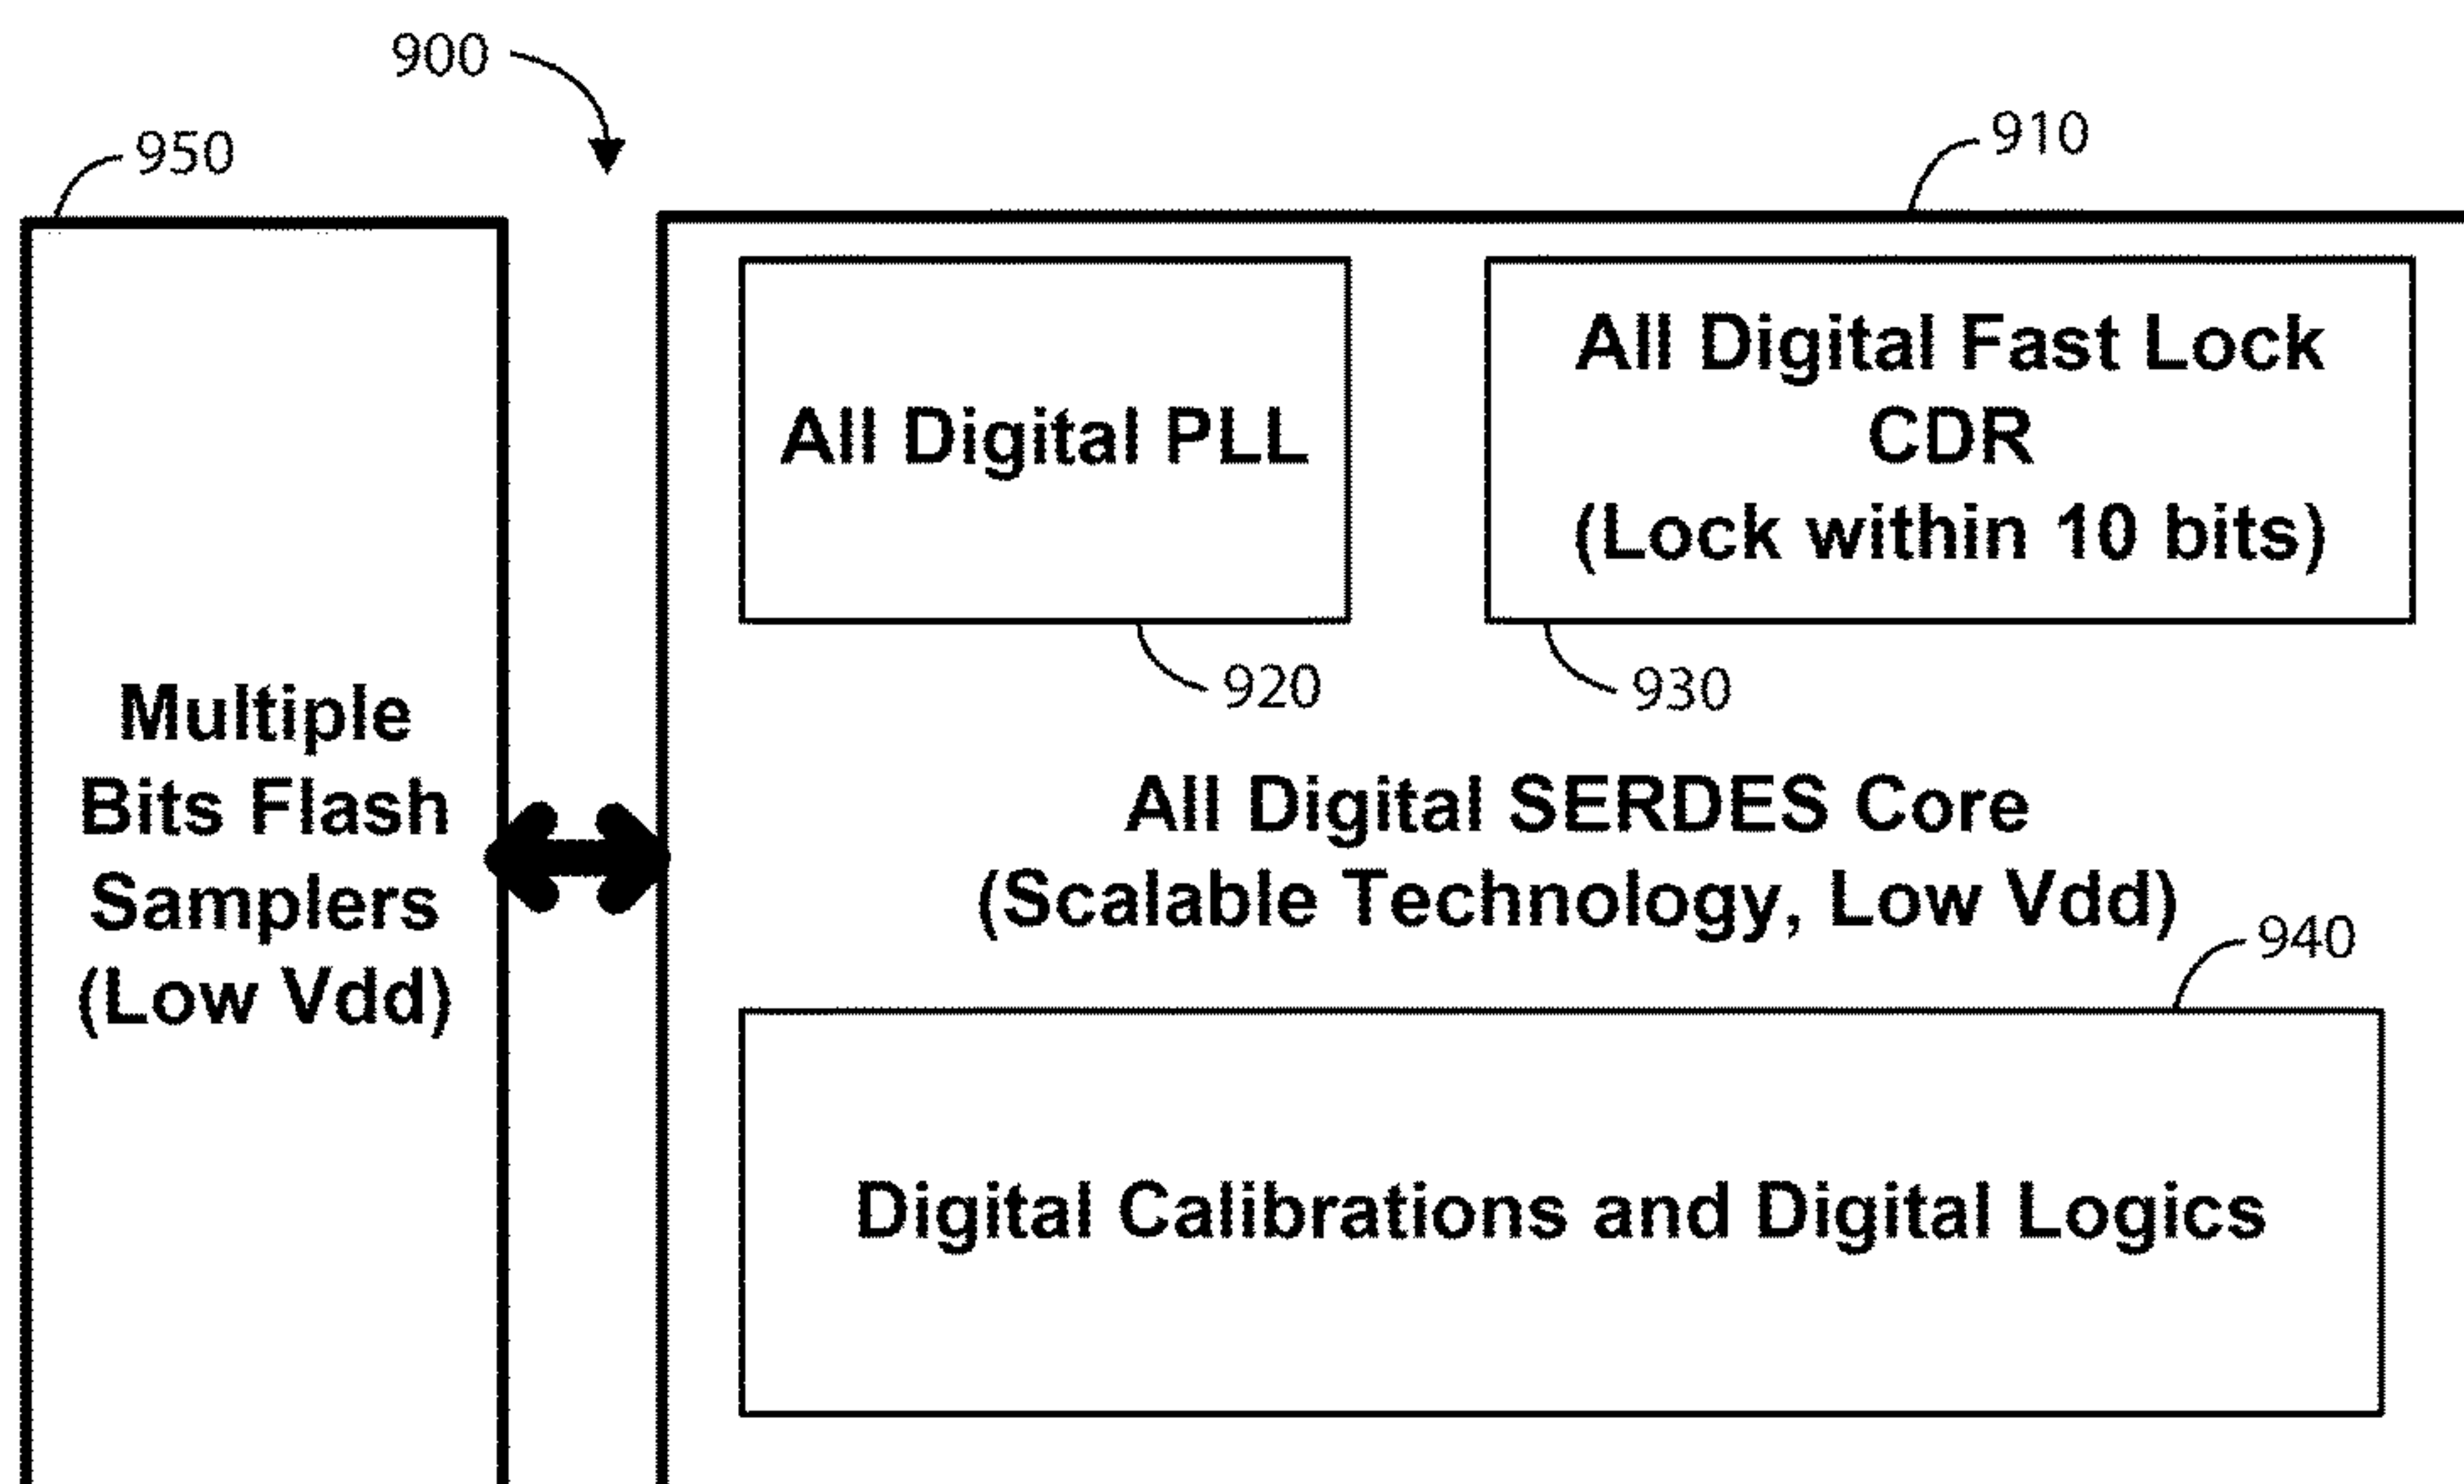 900
950
910
All Digital PLL
All Digital Fast Lock
CDR
(Lock within 10 bits)
920
930
Multiple
Bits Flash
Samplers
(Low Vdd)
All Digital SERDES Core
(Scalable Technology, Low Vdd)
940
Digital Calibrations and Digital Logics